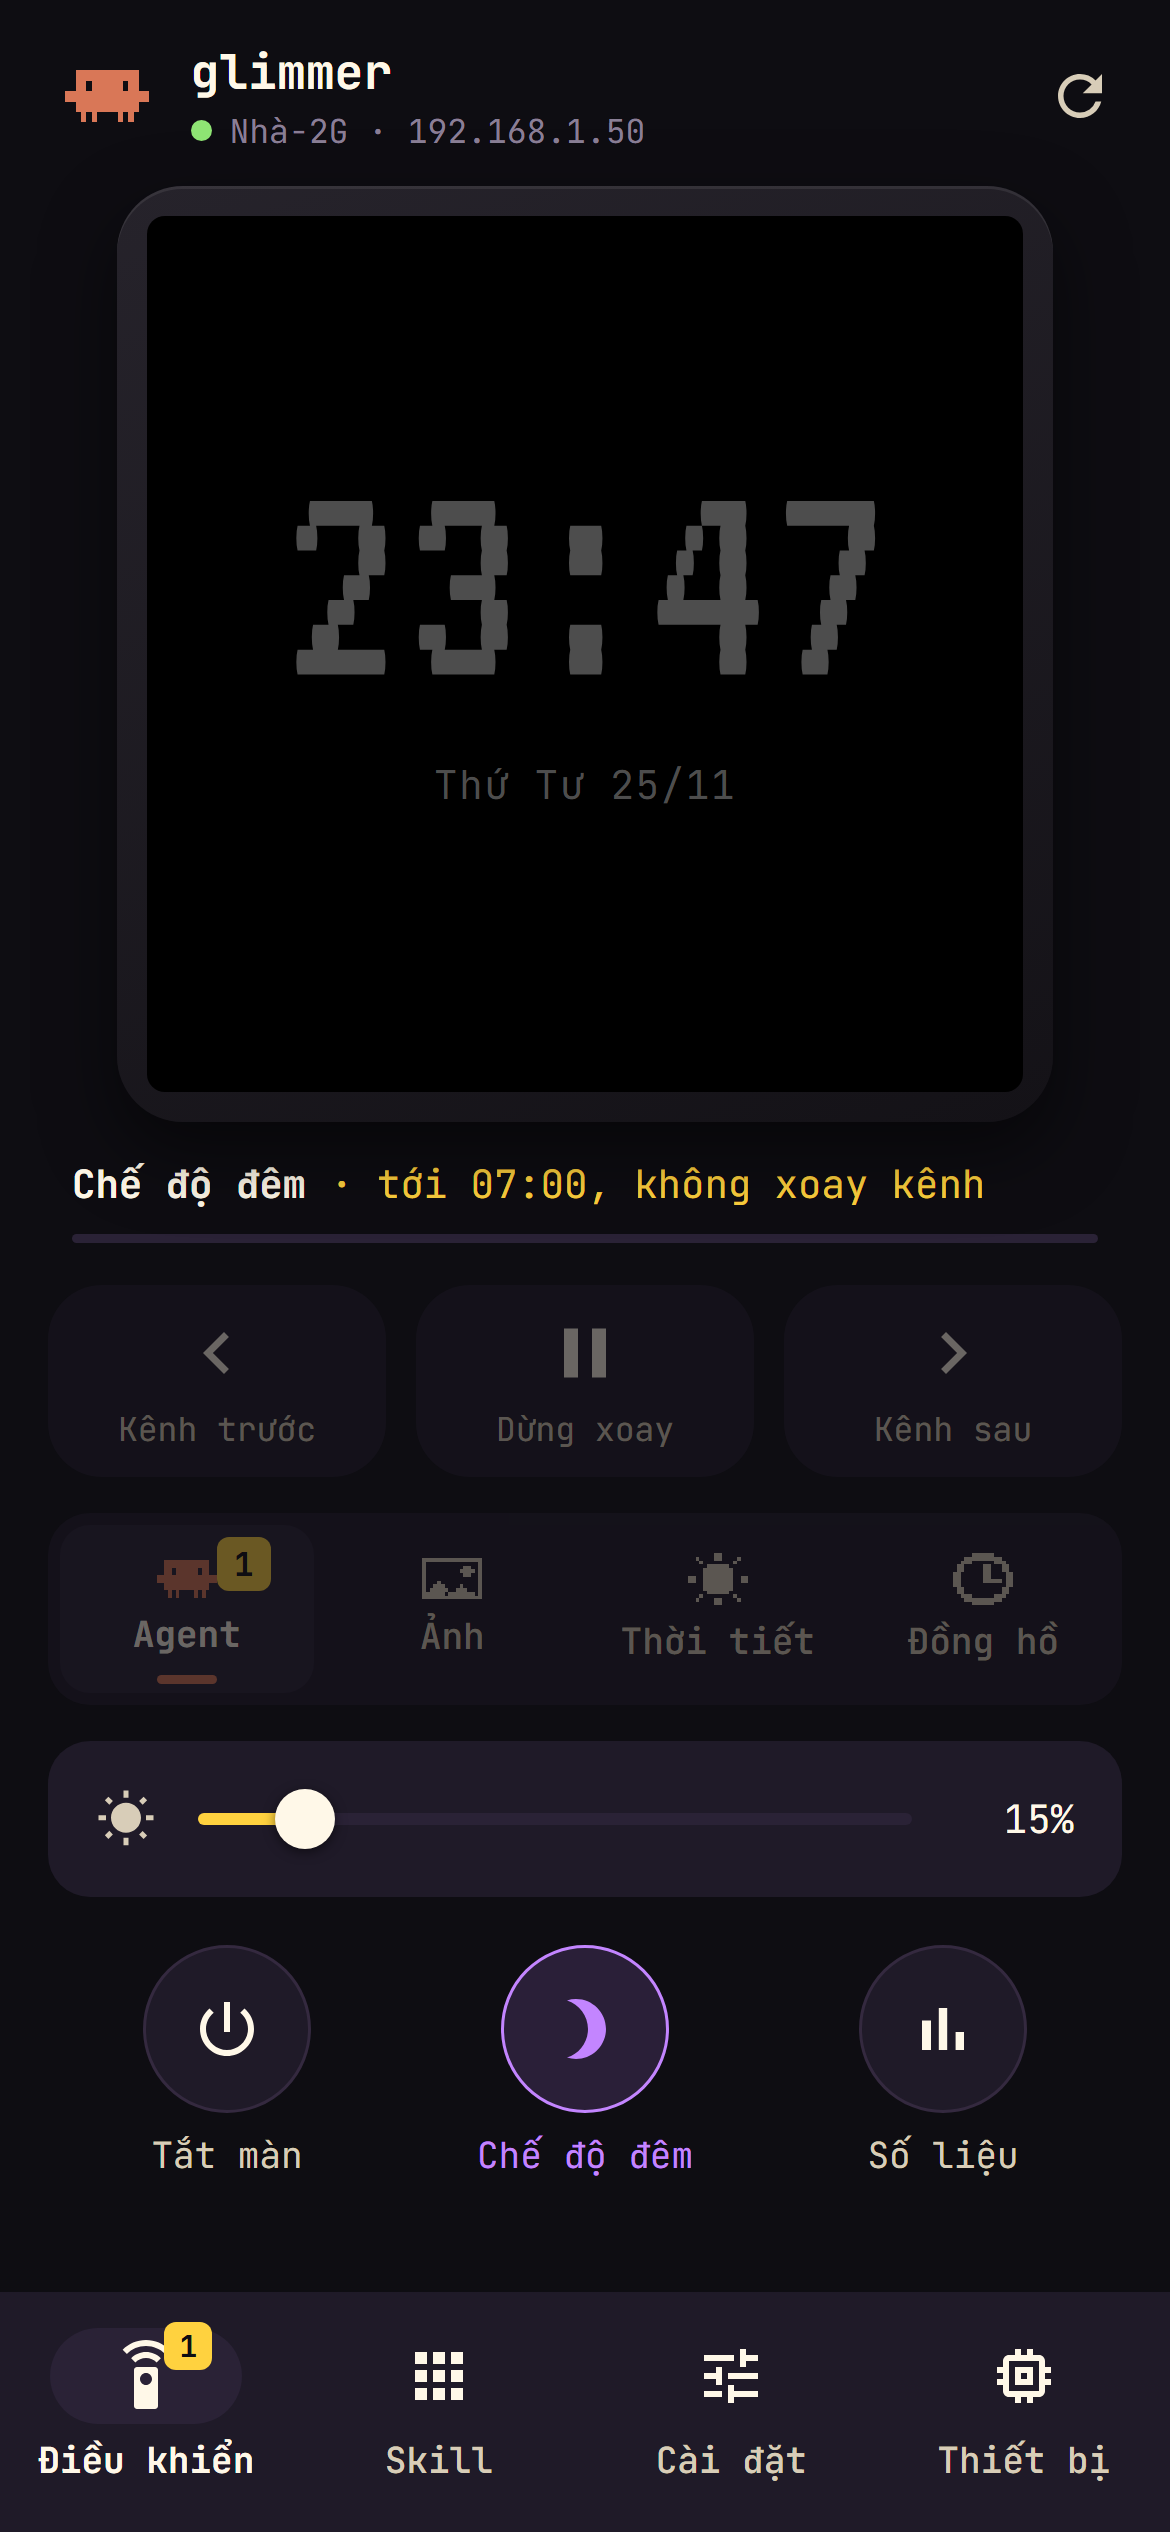 glimmer
Nhà-2G · 192.168.1.50
23:47
Thứ Tư 25/11
Chế độ đêm · tới 07:00, không xoay kênh
Kênh trước
Dừng xoay
Kênh sau
1
Agent
Ảnh
Thời tiết
Đồng hồ
15%
Tắt màn
Chế độ đêm
Số liệu
1
Điều khiển
Skill
Cài đặt
Thiết bị